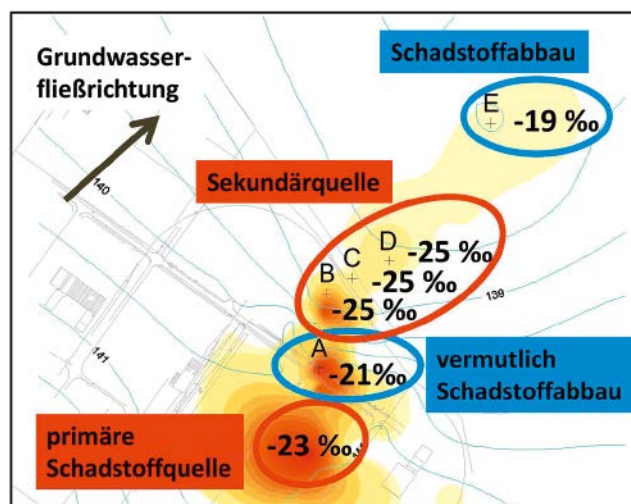 Grundwasser-
fließrichtung
Schadstoffabbau
E
-19 ‰
140
Sekundärquelle
D
-25 ‰
C
-25 ‰
B
-25 ‰
139
141
A
-21‰
vermutlich
Schadstoffabbau
primäre
Schadstoffquelle
-23 ‰